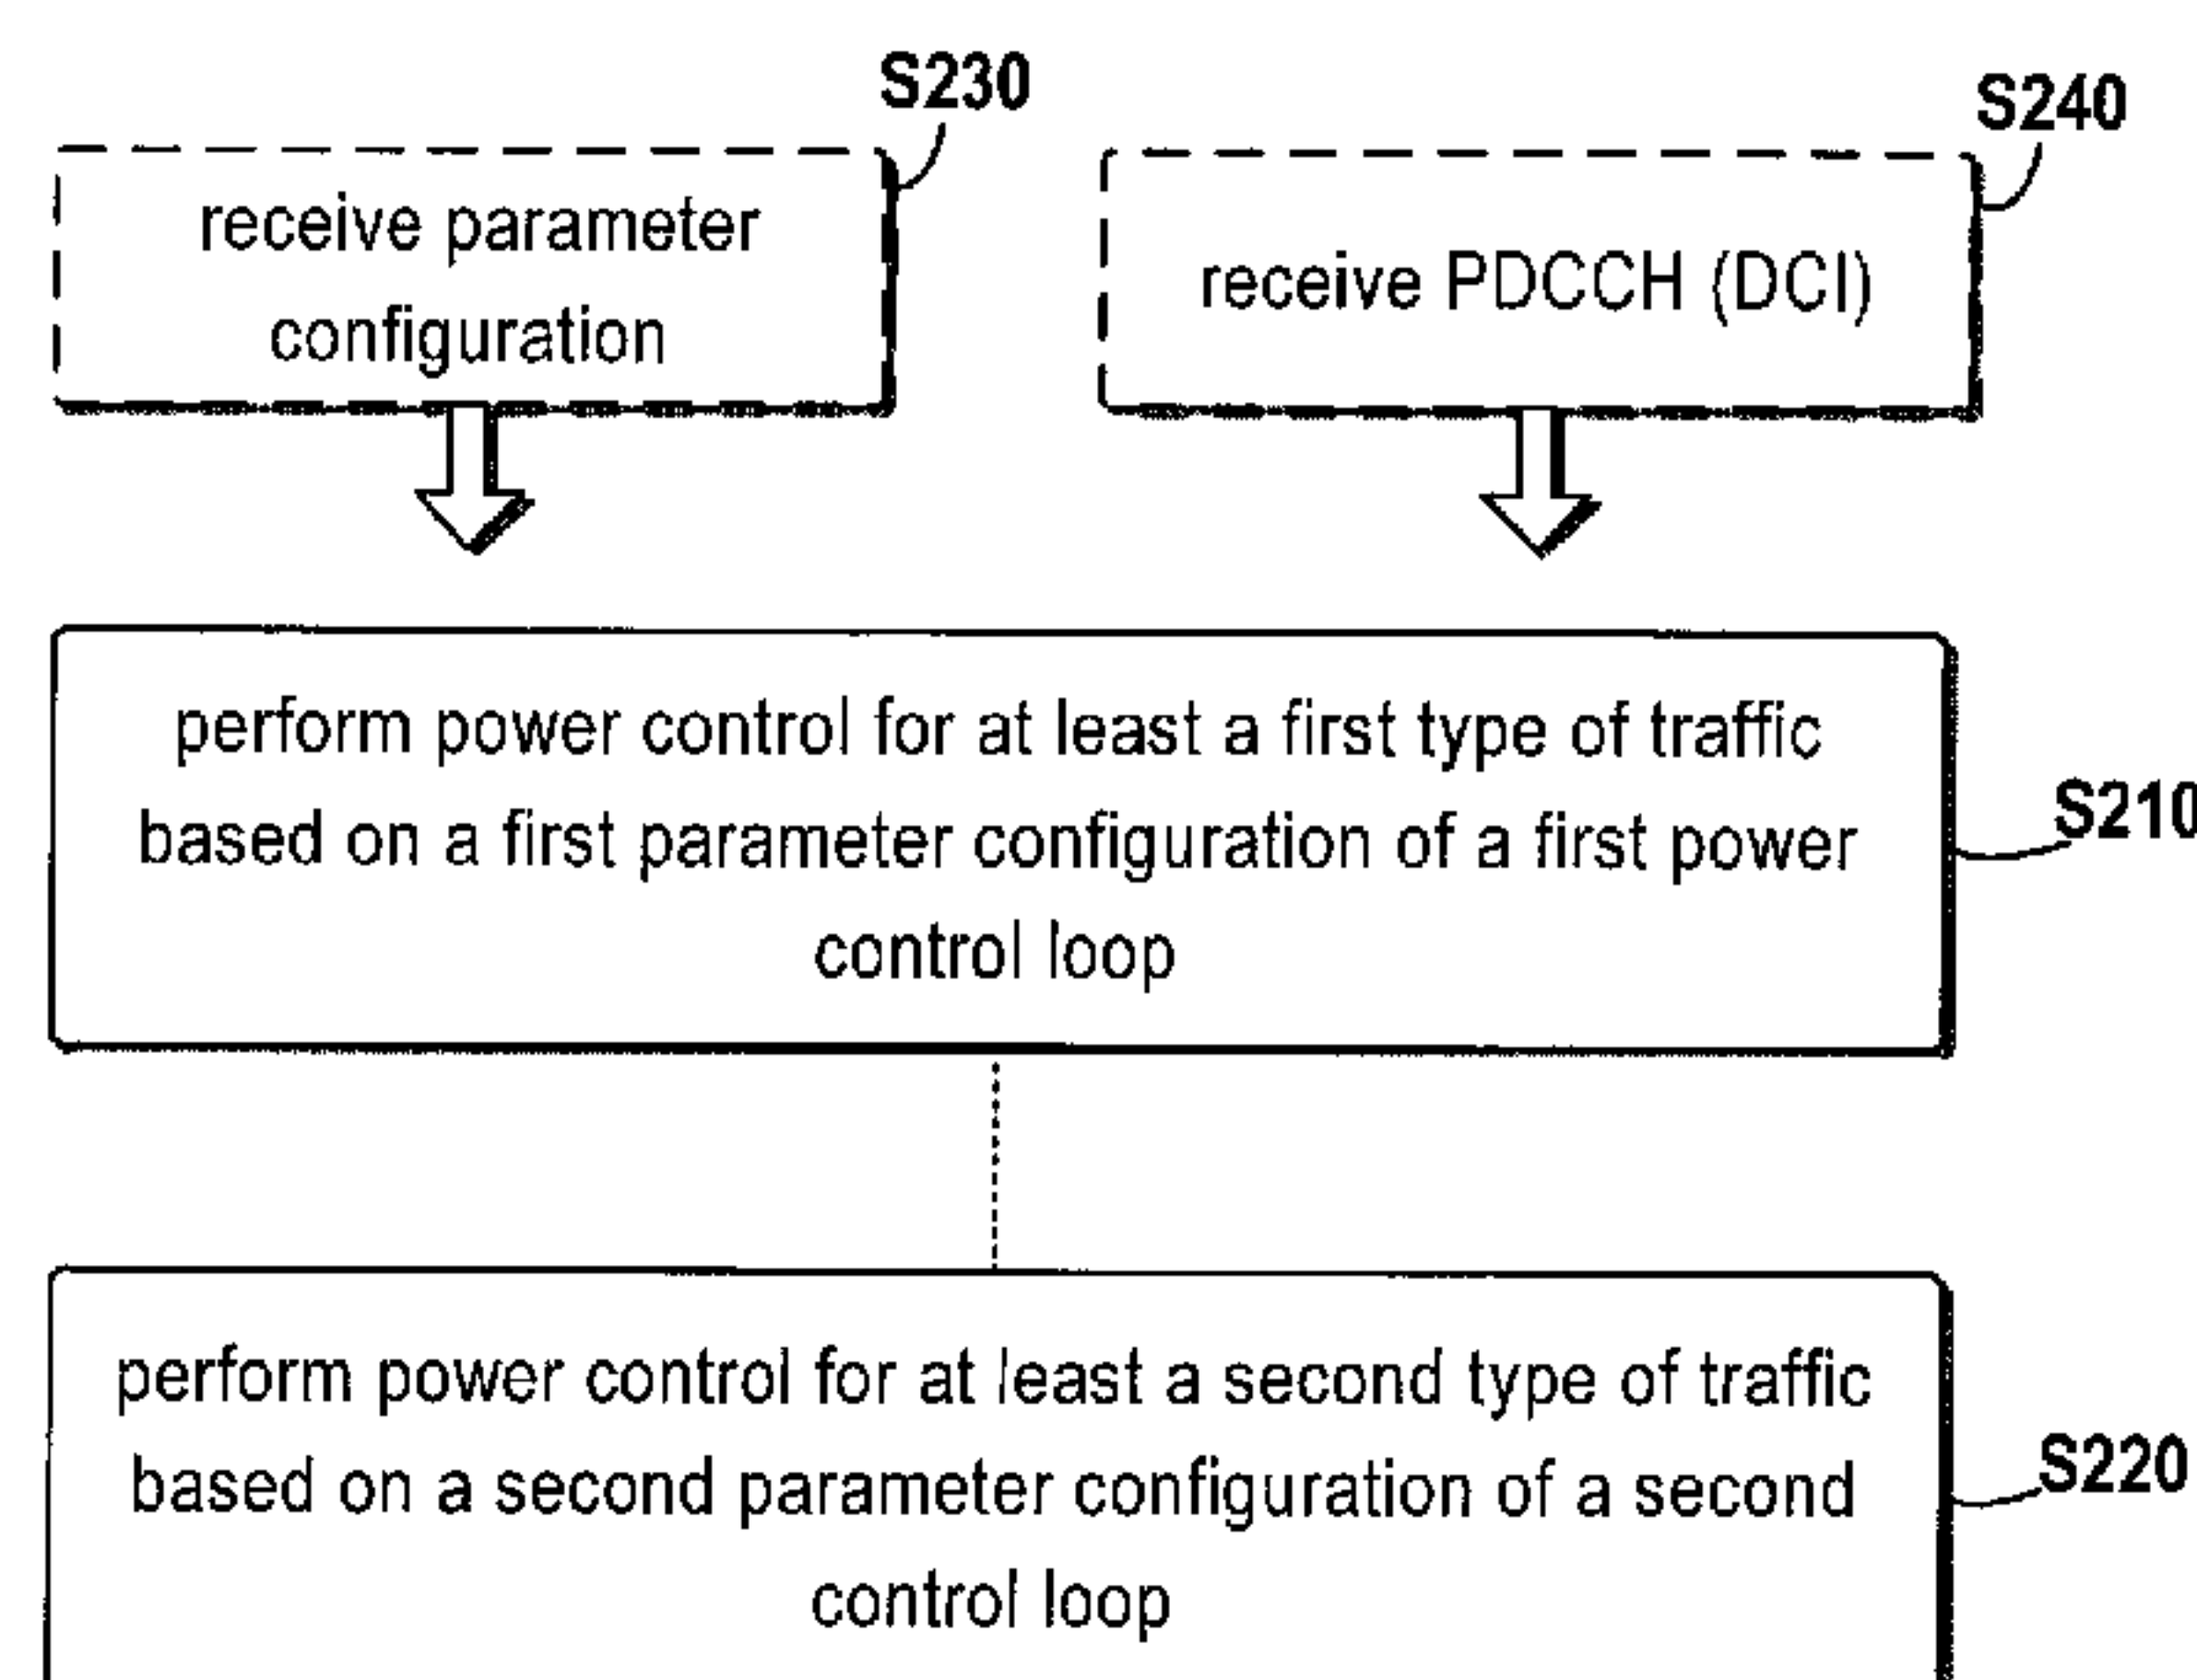 S230
S240
receive parameter
configuration
receive PDCCH (DCI)
perform power control for at least a first type of traffic
based on a first parameter configuration of a first power
control loop
S210
perform power control for at least a second type of traffic
based on a second parameter configuration of a second
control loop
S220